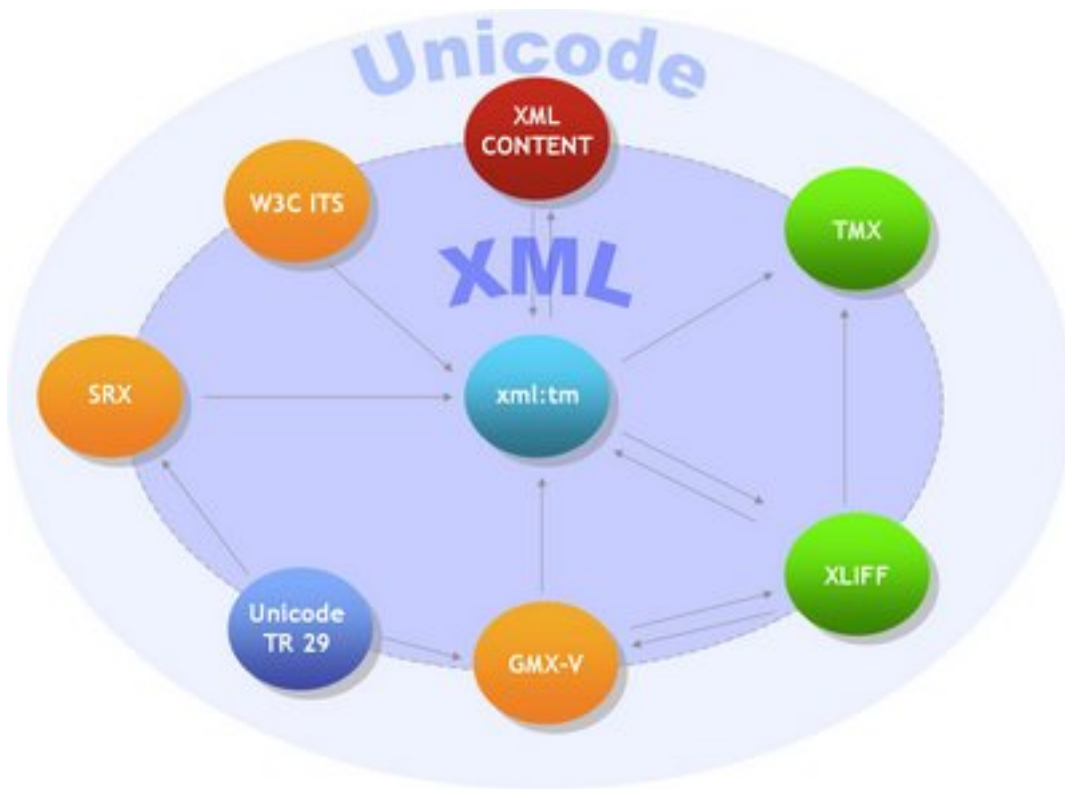 Unicode
XML
CONTENT
W3C ITS
TMX
XML
SRX
xml:tm
XLIFF
Unicode
TR 29
GMX-V